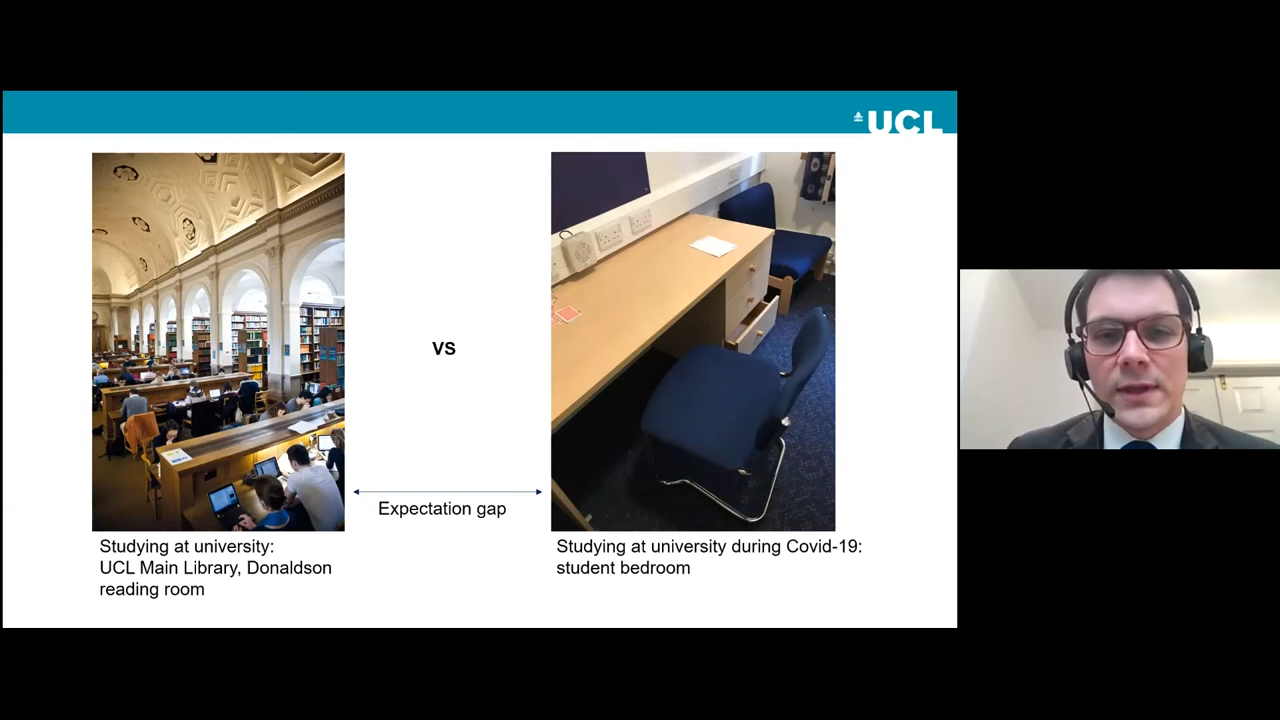 UCL
VS
Expectation gap
Studying at university:
UCL Main Library, Donaldson
reading room
Studying at university during Covid-19:
student bedroom